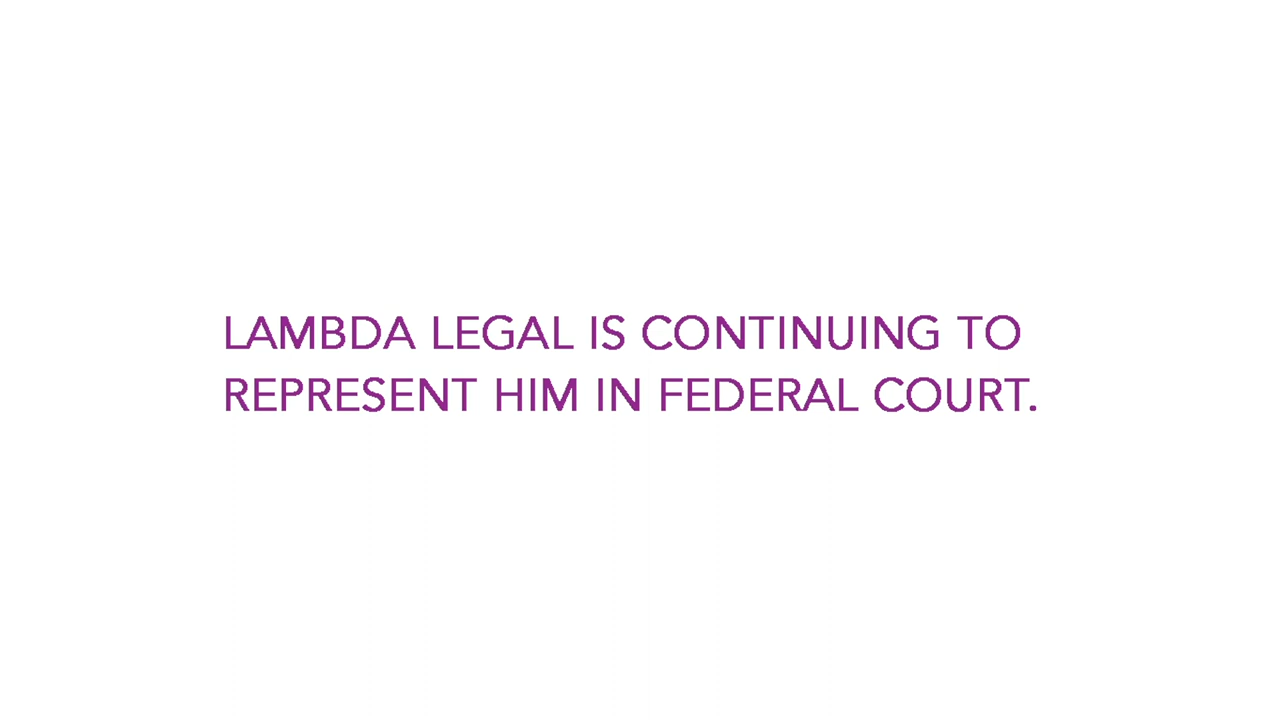 LAMBDA LEGAL IS CONTINUING TO
REPRESENT HIM IN FEDERAL COURT.